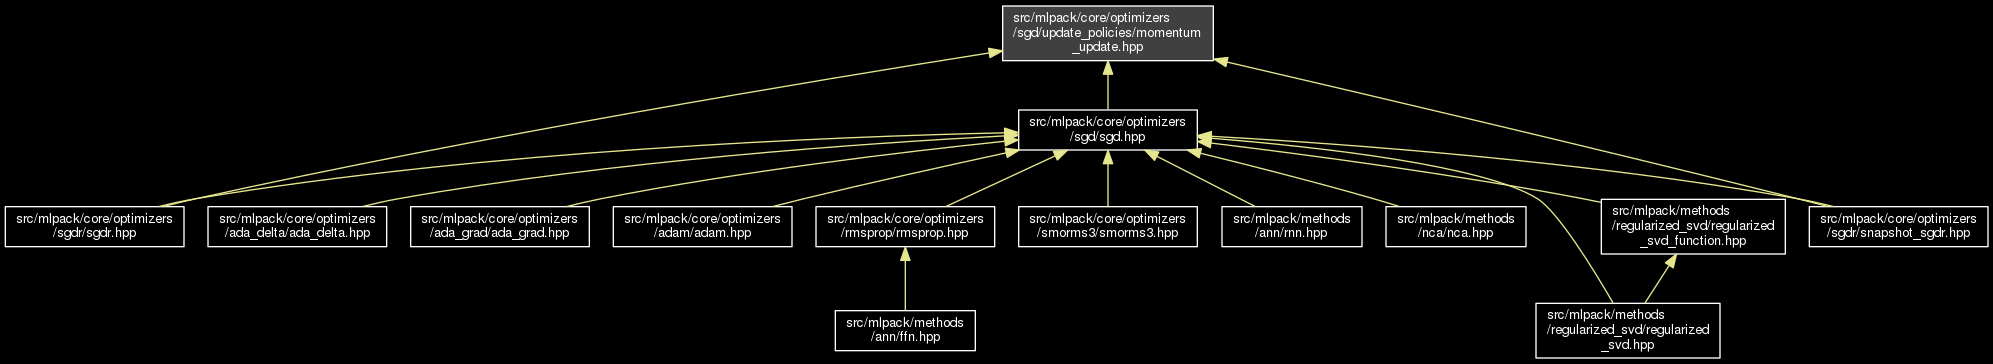 src/mlpack/core/optimizers
/sgd/update_policies/momentum
_update.hpp
src/mlpack/core/optimizers
/sgd/sgd.hpp
src/mlpack/core/optimizers
/sgdr/sgdr.hpp
src/mlpack/core/optimizers
/ada_delta/ada_delta.hpp
src/mlpack/core/optimizers
/ada_grad/ada_grad.hpp
src/mlpack/core/optimizers
/adam/adam.hpp
src/mlpack/core/optimizers
/rmsprop/rmsprop.hpp
src/mlpack/core/optimizers
/smorms3/smorms3.hpp
src/mlpack/methods
/ann/rnn.hpp
src/mlpack/methods
/nca/nca.hpp
src/mlpack/methods
/regularized_svd/regularized
_svd_function.hpp
src/mlpack/core/optimizers
/sgdr/snapshot_sgdr.hpp
src/mlpack/methods
/ann/ffn.hpp
src/mlpack/methods
/regularized_svd/regularized
_svd.hpp